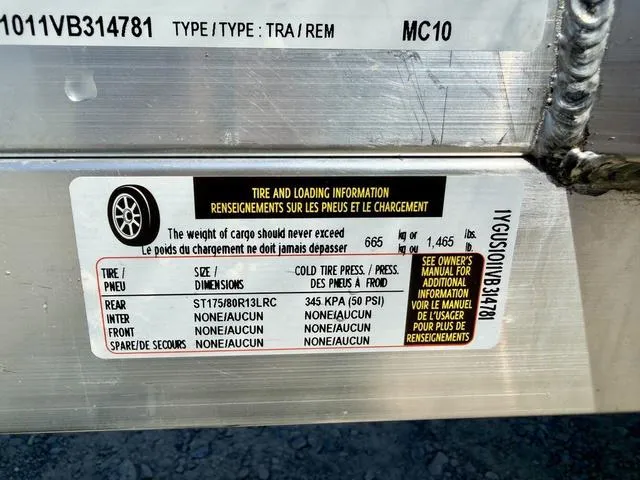 1011VB314781 TYPE / TYPE : TRA / REM MC10
TIRE AND LOADING INFORMATION
RENSEIGNEMENTS SUR LES PNEUS ET LE CHARGEMENT
The weight of cargo should never exceed
Le poids du chargement ne doit jamais dépasser
665 kg or 1,465 lbs.
kg ou lb.
TIRE / SIZE / COLD TIRE PRESS. / PRESS.
PNEU DIMENSIONS DES PNEUS À FROID
REAR ST175/80R13LRC 345 KPA (50 PSI)
INTER NONE/AUCUN NONE/AUCUN
FRONT NONE/AUCUN NONE/AUCUN
SPARE/DE SECOURS NONE/AUCUN NONE/AUCUN
SEE OWNER'S
MANUAL FOR
ADDITIONAL
INFORMATION
VOIR LE MANUEL
DE L'USAGER
POUR PLUS DE
RENSEIGNEMENTS
1YGUS1011VB314781